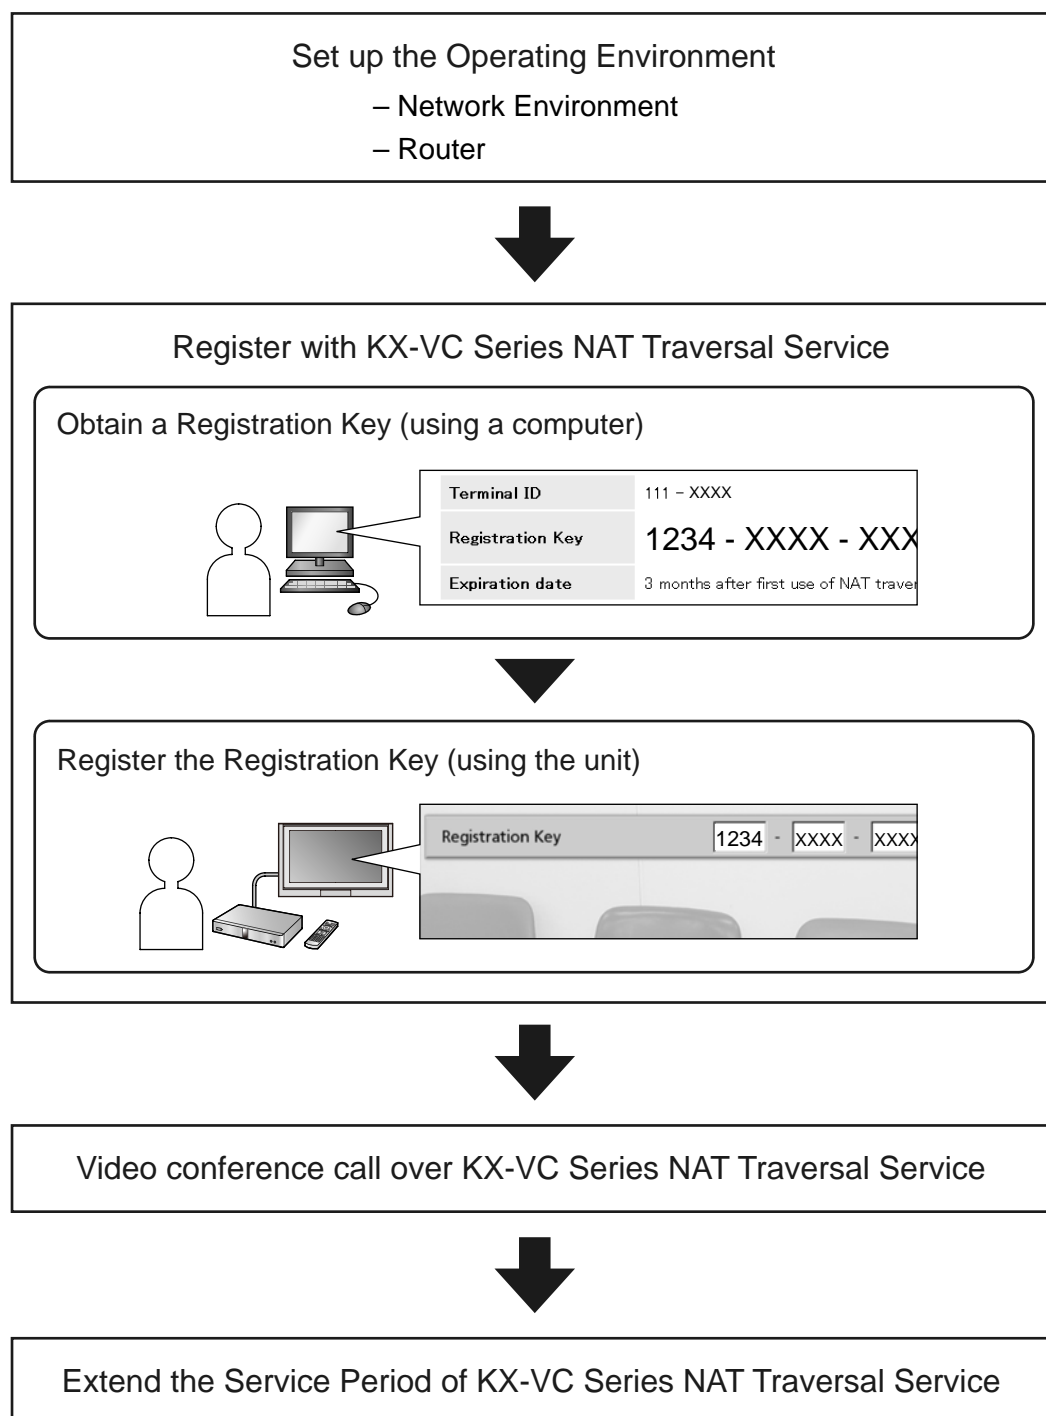 Set up the Operating Environment
– Network Environment
– Router
Register with KX-VC Series NAT Traversal Service
Obtain a Registration Key (using a computer)
Terminal ID 111 – XXXX
Registration Key 1234 - XXXX - XXX
Expiration date 3 months after first use of NAT traver
Register the Registration Key (using the unit)
Registration Key 1234 - XXXX - XXXX
Video conference call over KX-VC Series NAT Traversal Service
Extend the Service Period of KX-VC Series NAT Traversal Service